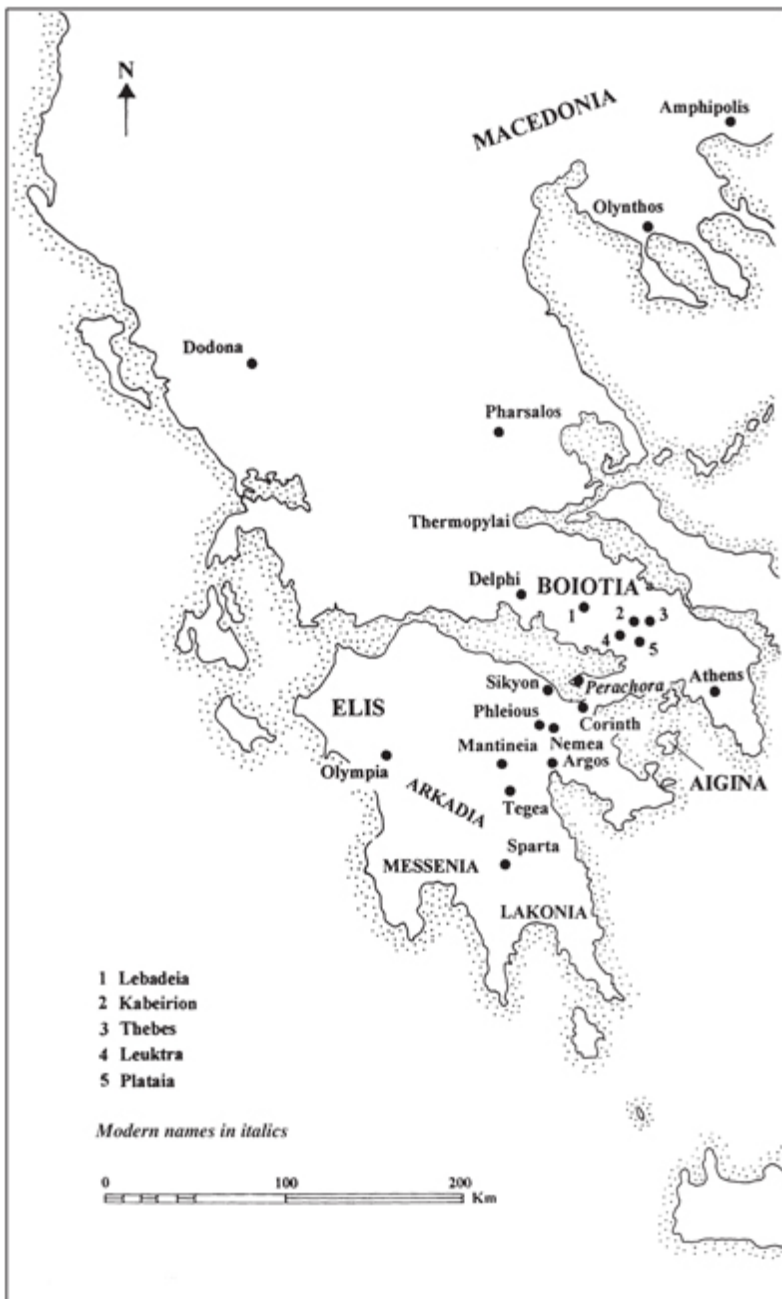 N
MACEDONIA
Amphipolis
Olynthos
Dodona
Pharsalos
Thermopylai
Delphi
BOIOTIA
1
2
3
4
5
Athens
Sikyon
Perachora
ELIS
Phleious
Corinth
Mantineia
Nemea
Olympia
Argos
AIGINA
ARKADIA
Tegea
Sparta
MESSENIA
LAKONIA
1 Lebadeia
2 Kabeirion
3 Thebes
4 Leuktra
5 Plataia
Modern names in italics
0 100 200
Km